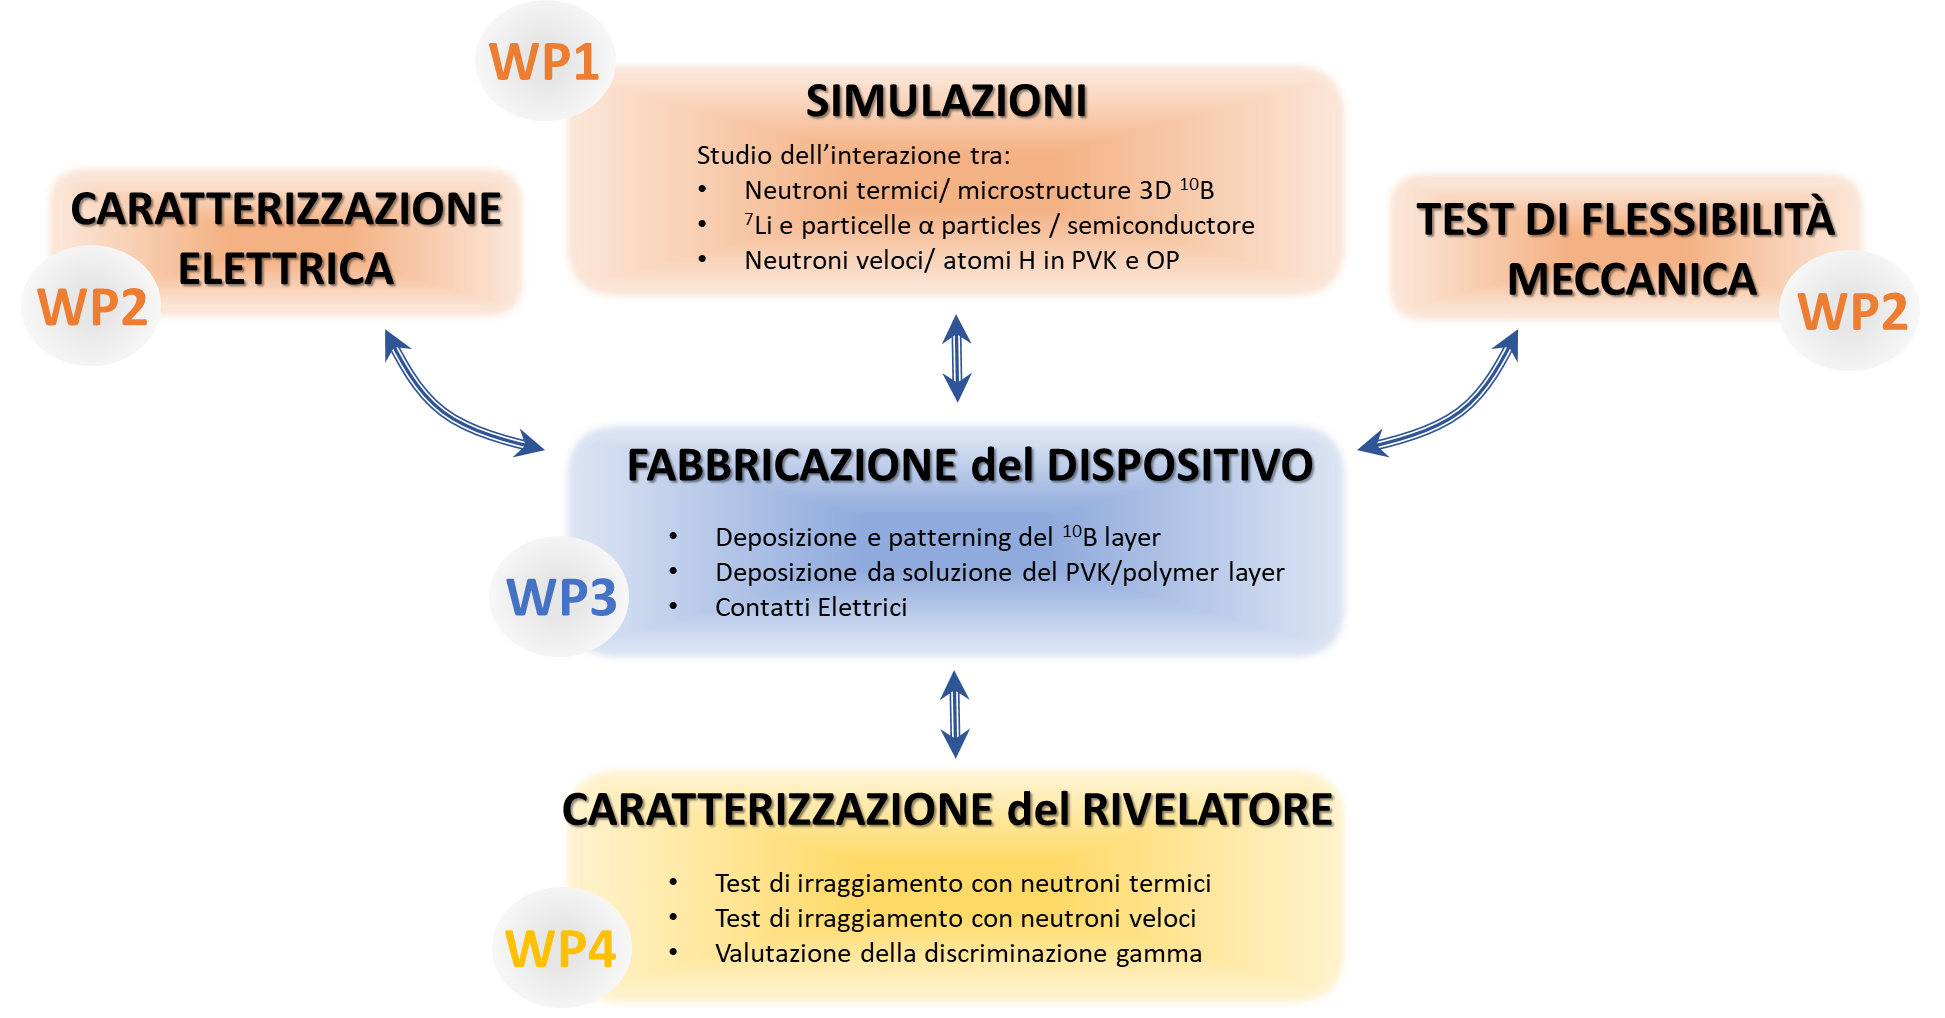 WP1
SIMULAZIONI
Studio dell’interazione tra:
• Neutroni termici/ microstructure 3D ¹⁰B
• ⁷Li e particelle α particles / semiconductore
• Neutroni veloci/ atomi H in PVK e OP
CARATTERIZZAZIONE
ELETTRICA
WP2
TEST DI FLESSIBILITÀ
MECCANICA
WP2
FABBRICAZIONE del DISPOSITIVO
• Deposizione e patterning del ¹⁰B layer
• Deposizione da soluzione del PVK/polymer layer
• Contatti Elettrici
WP3
CARATTERIZZAZIONE del RIVELATORE
• Test di irraggiamento con neutroni termici
• Test di irraggiamento con neutroni veloci
• Valutazione della discriminazione gamma
WP4